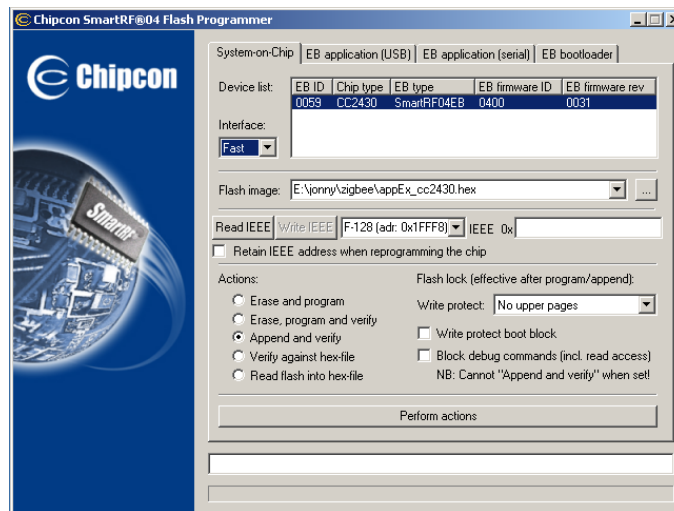 Chipcon SmartRF®04 Flash Programmer
Chipcon
SmartRF
System-on-Chip EB application (USB) EB application (serial) EB bootloader
Device list:
EB ID Chip type EB type EB firmware ID EB firmware rev
0059 CC2430 SmartRF04EB 0400 0031
Interface:
Fast
Flash image: E:\jonny\zigbee\appEx_cc2430.hex ...
Read IEEE Write IEEE F-128 (adr: 0x1FFF8) IEEE 0x
Retain IEEE address when reprogramming the chip
Actions: Flash lock (effective after program/append):
Erase and program Write protect: No upper pages
Erase, program and verify
Append and verify Write protect boot block
Verify against hex-file Block debug commands (incl. read access)
Read flash into hex-file NB: Cannot "Append and verify" when set!
Perform actions